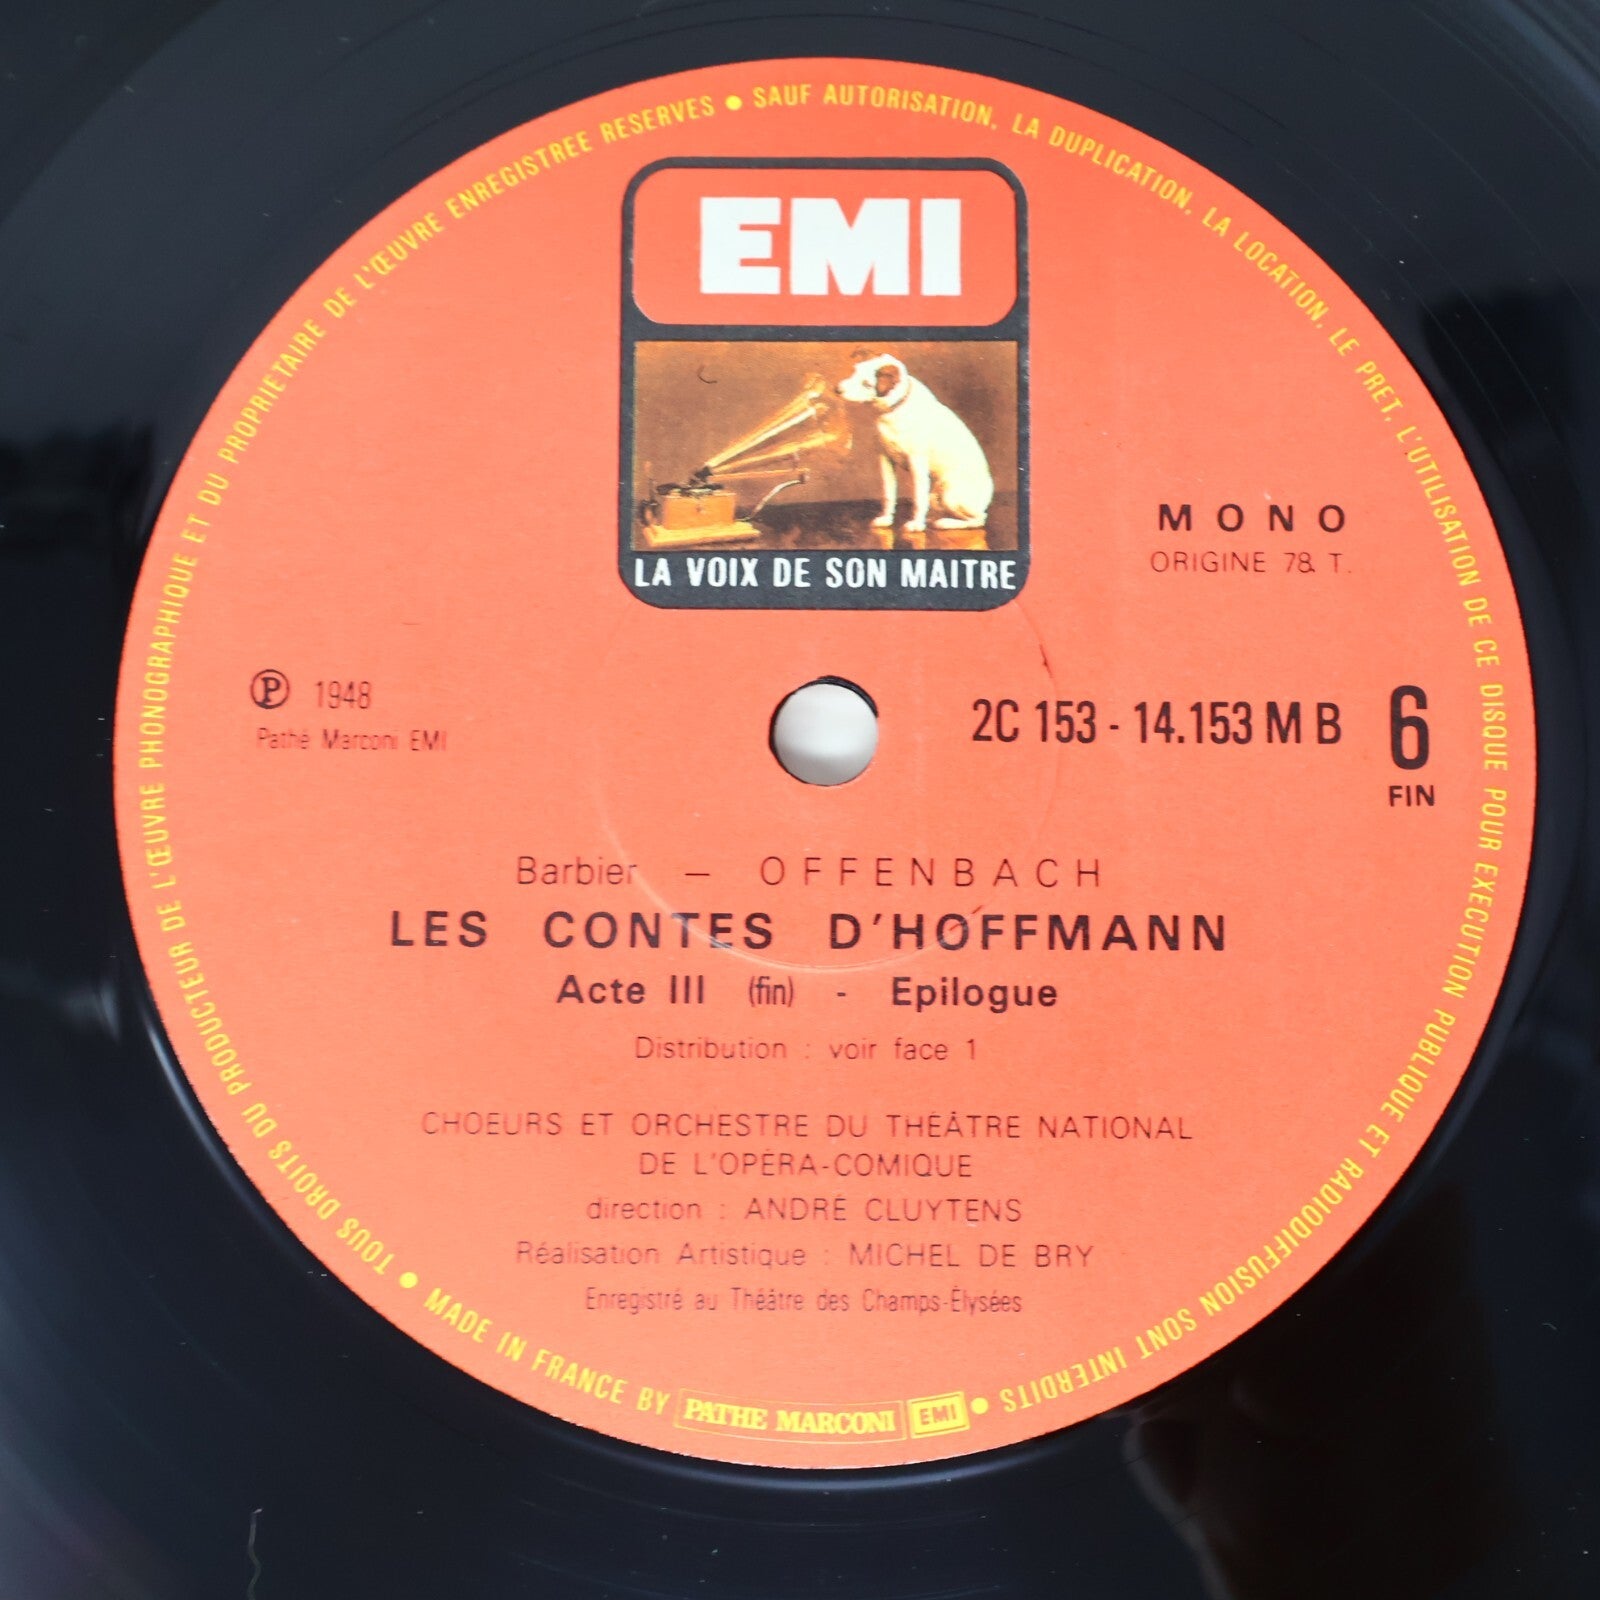 TOUS DROITS DU PRODUCTEUR DE L'ŒUVRE PHONOGRAPHIQUE ET DU PROPRIETAIRE DE L'ŒUVRE ENREGISTREE RESERVES • SAUF AUTORISATION, LA DUPLICATION, LA LOCATION, LE PRET, L'UTILISATION DE CE DISQUE POUR EXECUTION PUBLIQUE ET RADIODIFFUSION SONT INTERDITS •
EMI
LA VOIX DE SON MAITRE
MONO
ORIGINE 78 T.
Ⓟ 1948
Pathé Marconi EMI
2C 153 - 14.153 M B 6
FIN
Barbier – OFFENBACH
LES CONTES D'HOFFMANN
Acte III (fin) - Epilogue
Distribution : voir face 1
CHOEURS ET ORCHESTRE DU THÉÂTRE NATIONAL
DE L'OPÉRA-COMIQUE
direction : ANDRÉ CLUYTENS
Réalisation Artistique : MICHEL DE BRY
Enregistré au Théâtre des Champs-Élysées
• MADE IN FRANCE BY PATHE MARCONI EMI